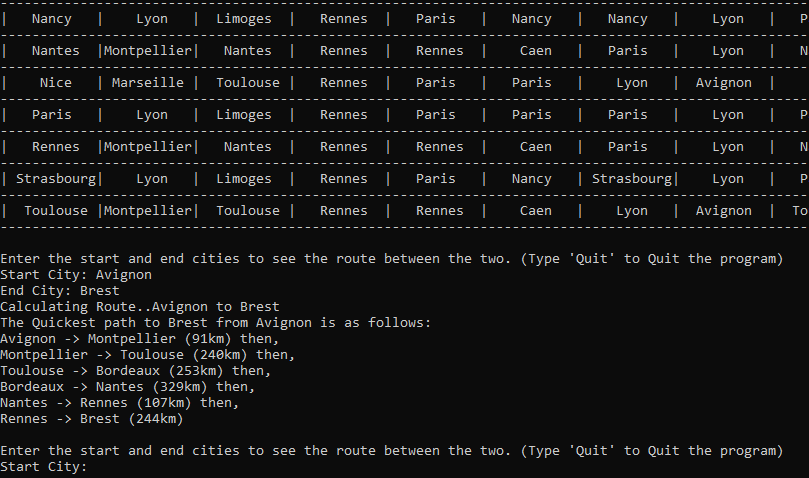 -----------------------------------------------------------------------------------------------------
|   Nancy    |    Lyon   |  Limoges  |   Rennes  |   Paris   |   Nancy   |   Nancy   |    Lyon   |   P
-----------------------------------------------------------------------------------------------------
|   Nantes   |Montpellier|   Nantes  |   Rennes  |   Rennes  |    Caen   |   Paris   |    Lyon   |   N
-----------------------------------------------------------------------------------------------------
|    Nice    | Marseille |  Toulouse |   Rennes  |   Paris   |   Paris   |    Lyon   |  Avignon  |
-----------------------------------------------------------------------------------------------------
|   Paris    |    Lyon   |  Limoges  |   Rennes  |   Paris   |   Paris   |   Paris   |    Lyon   |   P
-----------------------------------------------------------------------------------------------------
|   Rennes   |Montpellier|   Nantes  |   Rennes  |   Rennes  |    Caen   |   Paris   |    Lyon   |   N
-----------------------------------------------------------------------------------------------------
| Strasbourg|    Lyon   |  Limoges  |   Rennes  |   Paris   |   Nancy   | Strasbourg|    Lyon   |   P
-----------------------------------------------------------------------------------------------------
|  Toulouse |Montpellier|  Toulouse |   Rennes  |   Rennes  |    Caen   |    Lyon   |  Avignon  |  To
-----------------------------------------------------------------------------------------------------
Enter the start and end cities to see the route between the two. (Type 'Quit' to Quit the program)
Start City: Avignon
End City: Brest
Calculating Route..Avignon to Brest
The Quickest path to Brest from Avignon is as follows:
Avignon -> Montpellier (91km) then,
Montpellier -> Toulouse (240km) then,
Toulouse -> Bordeaux (253km) then,
Bordeaux -> Nantes (329km) then,
Nantes -> Rennes (107km) then,
Rennes -> Brest (244km)
Enter the start and end cities to see the route between the two. (Type 'Quit' to Quit the program)
Start City: